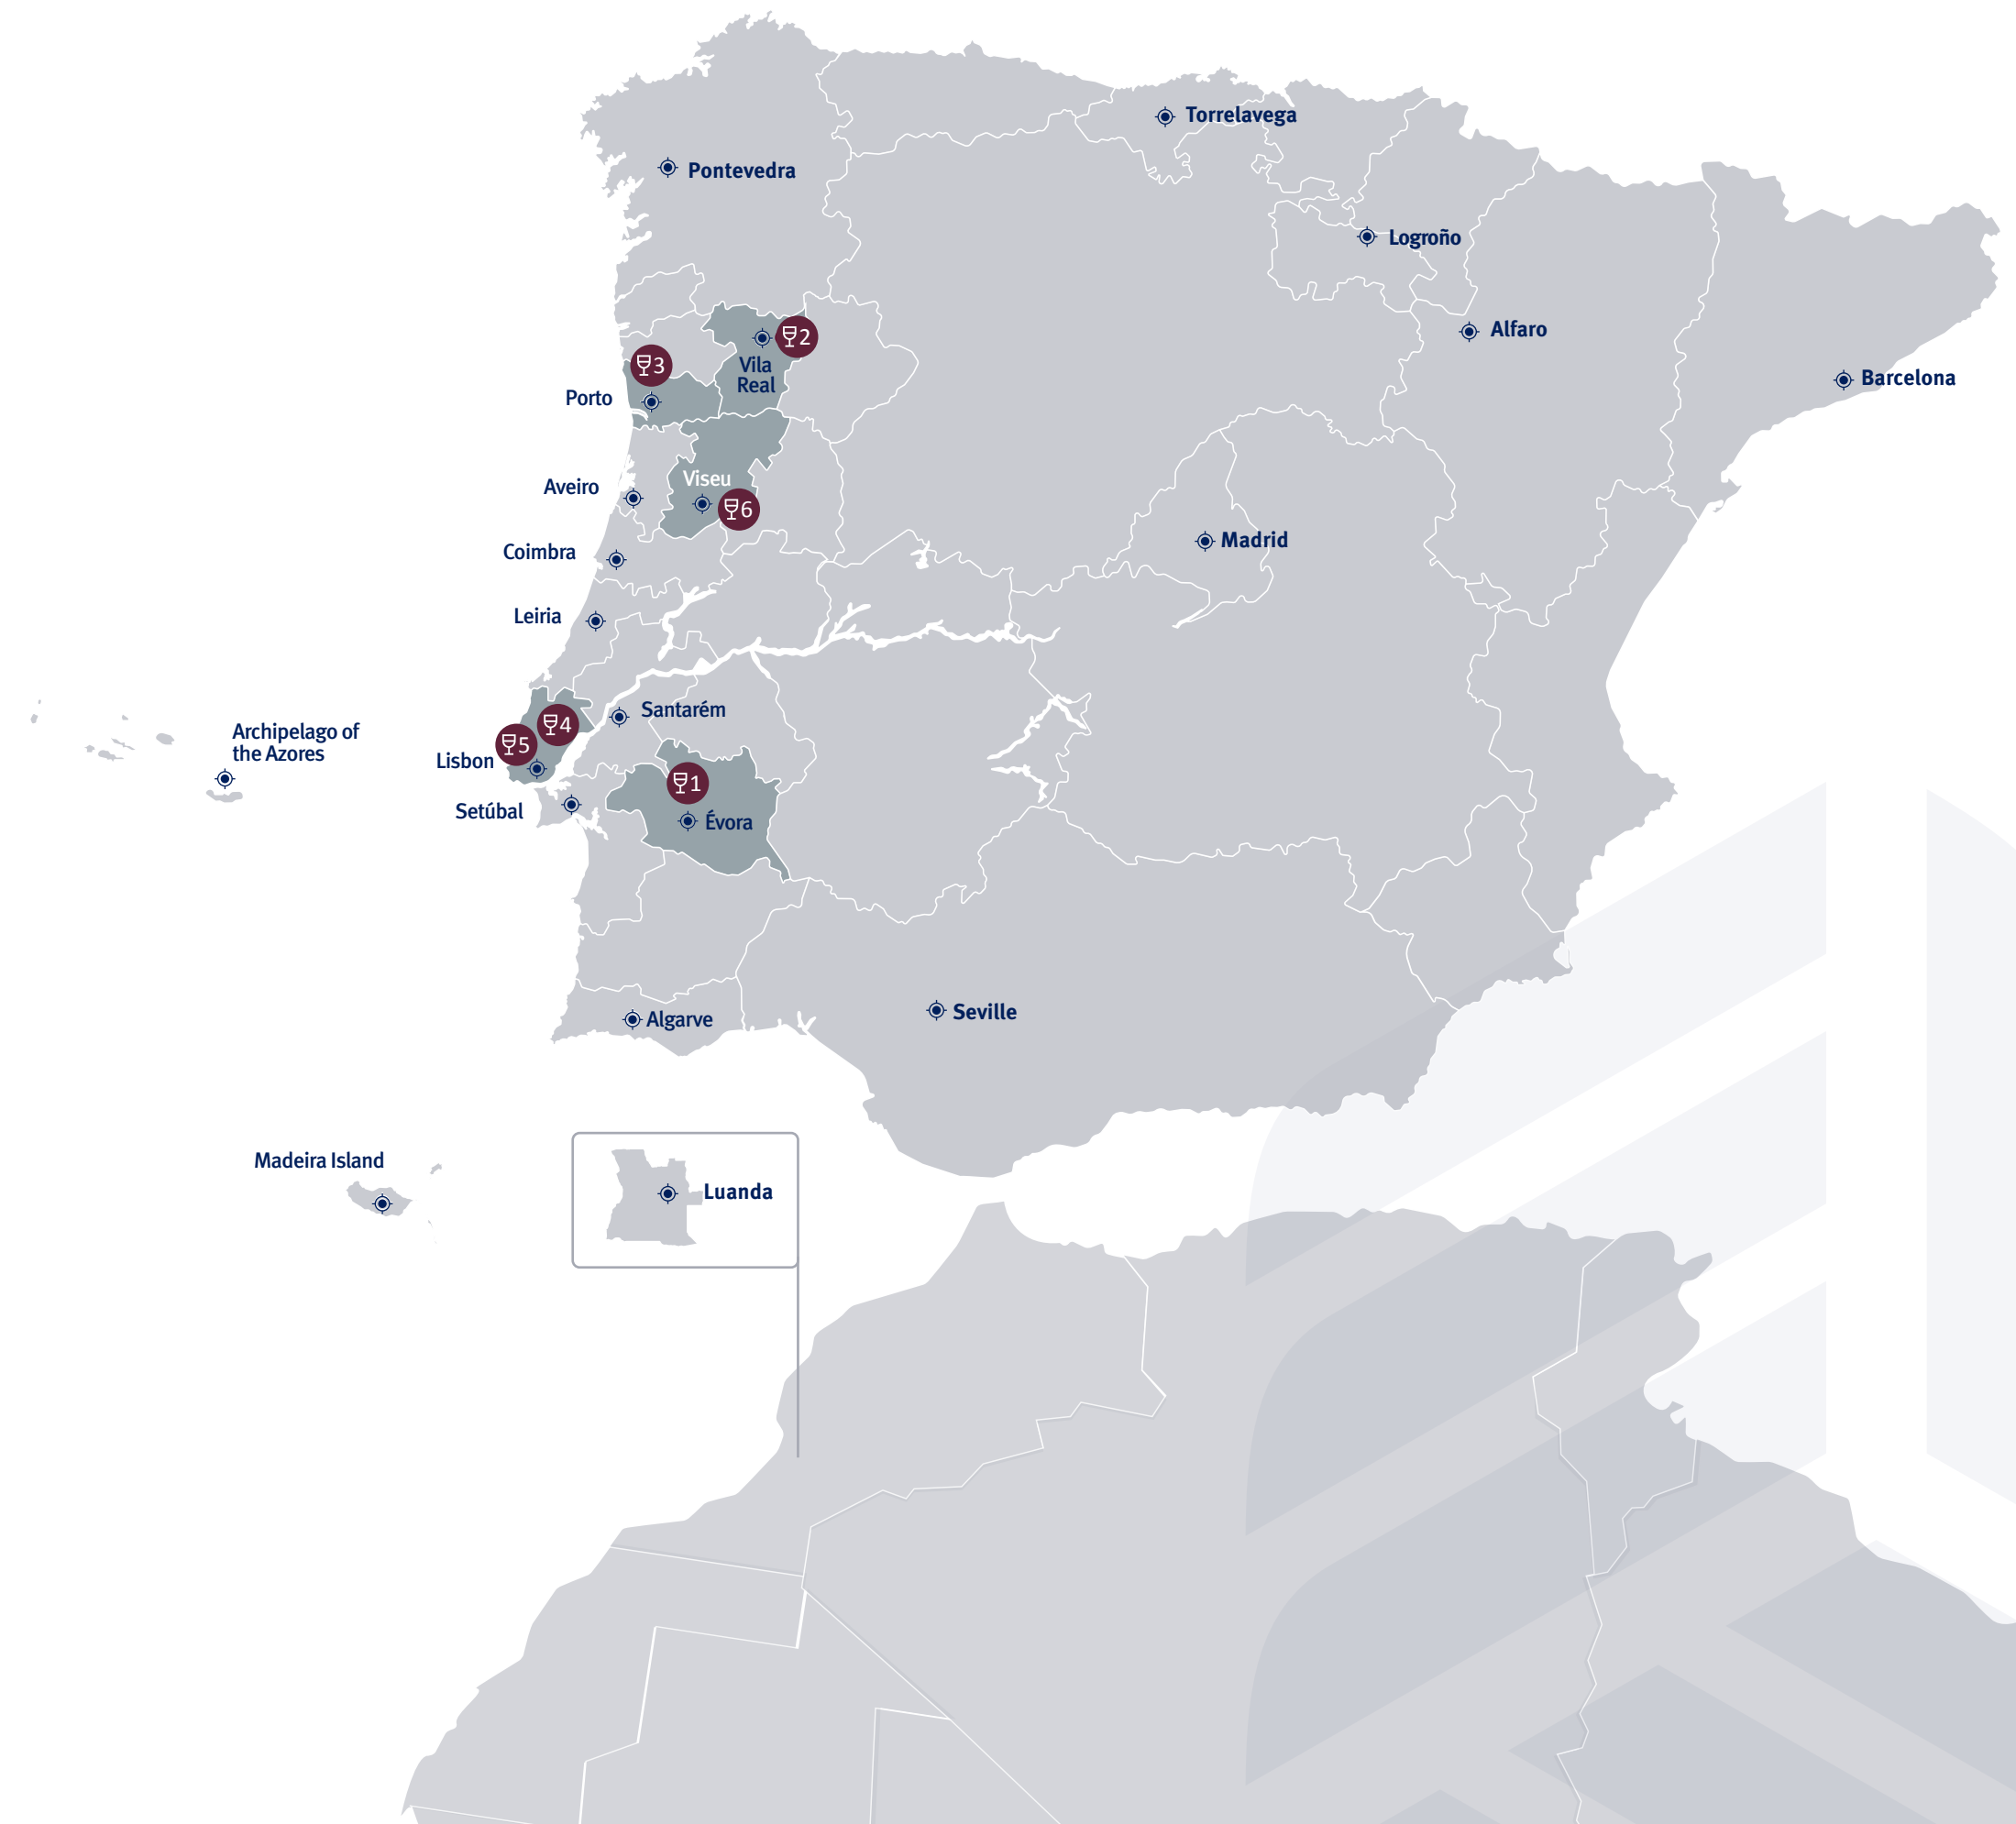 Torrelavega
Pontevedra
Logroño
Alfaro
2
3
Vila
Real
Barcelona
Porto
Viseu
Aveiro
6
Madrid
Coimbra
Leiria
Santarém
4
Archipelago of
the Azores
5
Lisbon
1
Setúbal
Évora
Seville
Algarve
Madeira Island
Luanda